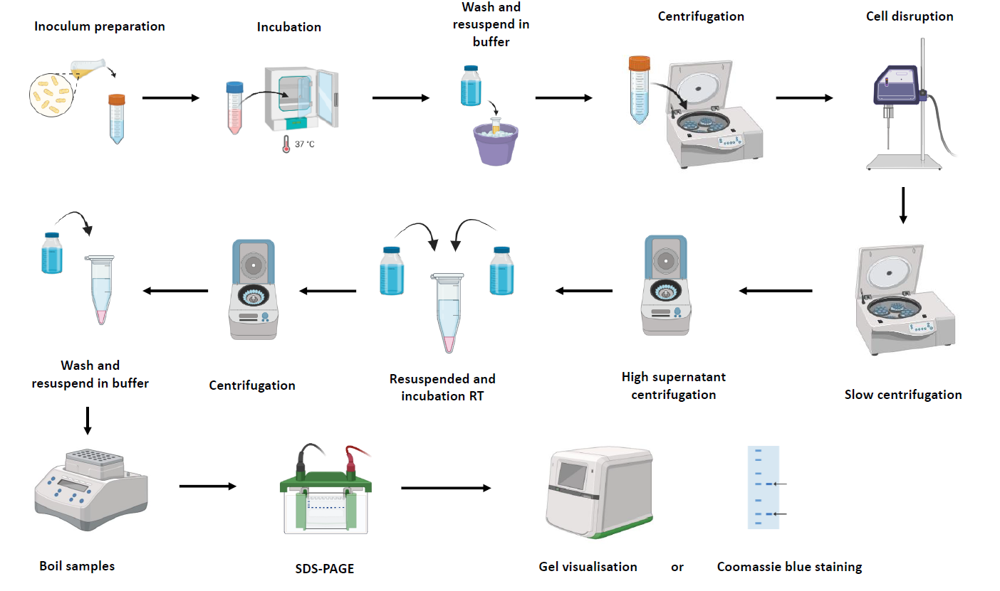 Inoculum preparation
Incubation
Wash and
resuspend in
buffer
Centrifugation
Cell disruption
37 °C
Wash and
resuspend in buffer
Centrifugation
Resuspended and
incubation RT
High supernatant
centrifugation
Slow centrifugation
Boil samples
SDS-PAGE
Gel visualisation
or
Coomassie blue staining